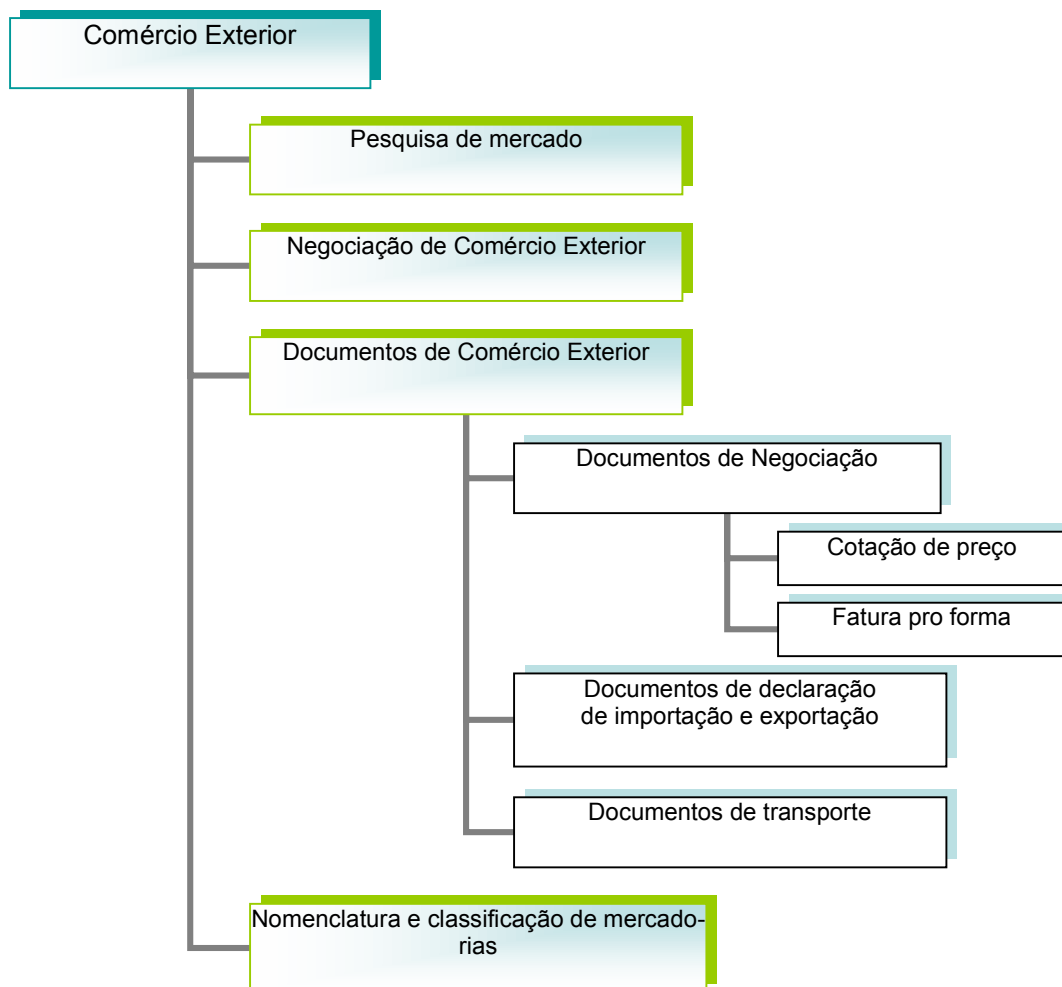 Comércio Exterior
Pesquisa de mercado
Negociação de Comércio Exterior
Documentos de Comércio Exterior
Documentos de Negociação
Cotação de preço
Fatura pro forma
Documentos de declaração
de importação e exportação
Documentos de transporte
Nomenclatura e classificação de mercado-
rias